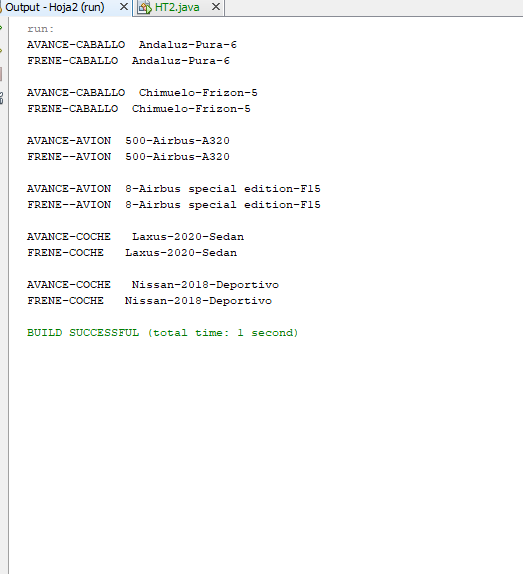 Output - Hoja2 (run) HT2.java
run:
AVANCE-CABALLO  Andaluz-Pura-6
FRENE-CABALLO  Andaluz-Pura-6
AVANCE-CABALLO  Chimuelo-Frizon-5
FRENE-CABALLO  Chimuelo-Frizon-5
AVANCE-AVION  500-Airbus-A320
FRENE--AVION  500-Airbus-A320
AVANCE-AVION  8-Airbus special edition-F15
FRENE--AVION  8-Airbus special edition-F15
AVANCE-COCHE   Laxus-2020-Sedan
FRENE-COCHE   Laxus-2020-Sedan
AVANCE-COCHE   Nissan-2018-Deportivo
FRENE-COCHE   Nissan-2018-Deportivo
BUILD SUCCESSFUL (total time: 1 second)